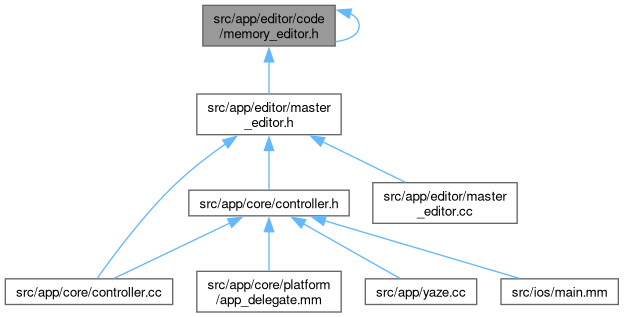 src/app/editor/code
/memory_editor.h
src/app/editor/master
_editor.h
src/app/core/controller.h
src/app/editor/master
_editor.cc
src/app/core/controller.cc
src/app/core/platform
/app_delegate.mm
src/app/yaze.cc
src/ios/main.mm